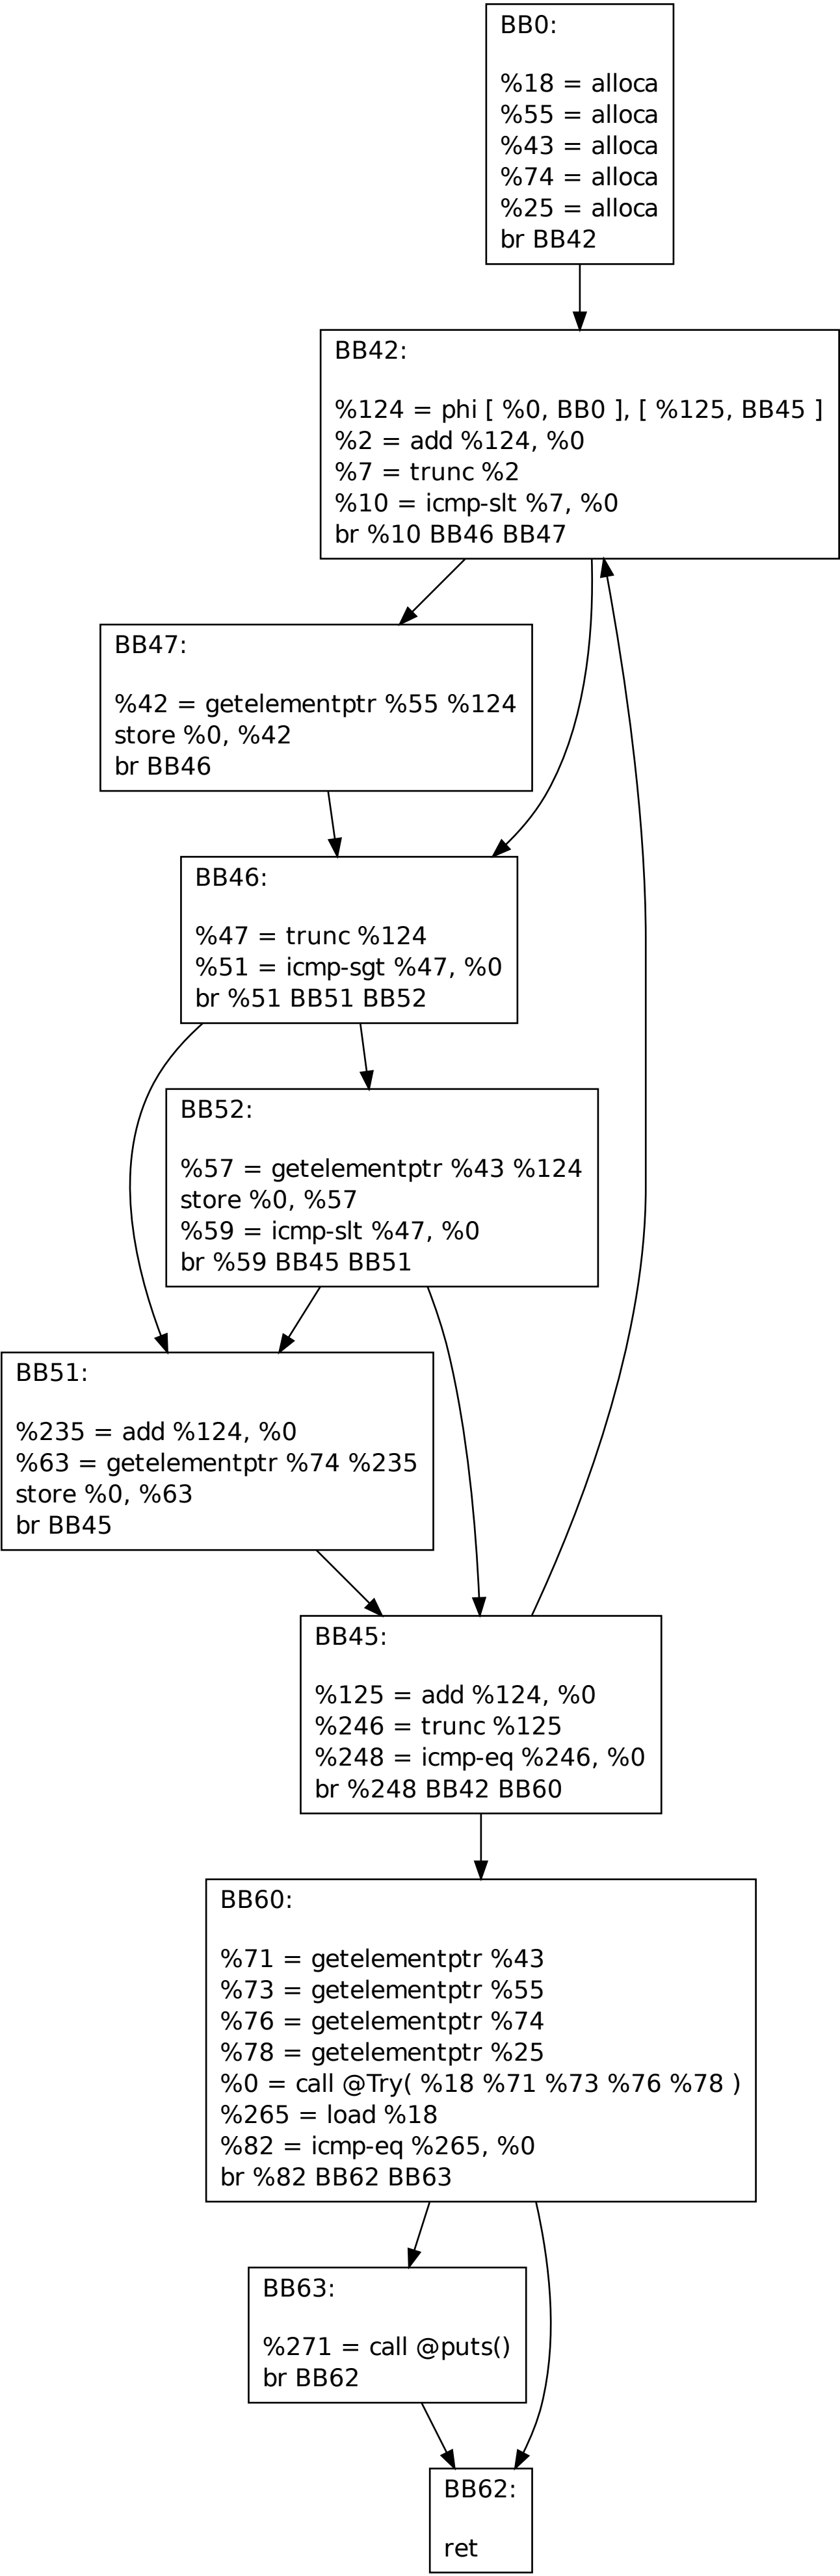 BB0:
%18 = alloca
%55 = alloca
%43 = alloca
%74 = alloca
%25 = alloca
br BB42
BB42:
%124 = phi [ %0, BB0 ], [ %125, BB45 ]
%2 = add %124, %0
%7 = trunc %2
%10 = icmp-slt %7, %0
br %10 BB46 BB47
BB47:
%42 = getelementptr %55 %124
store %0, %42
br BB46
BB46:
%47 = trunc %124
%51 = icmp-sgt %47, %0
br %51 BB51 BB52
BB52:
%57 = getelementptr %43 %124
store %0, %57
%59 = icmp-slt %47, %0
br %59 BB45 BB51
BB51:
%235 = add %124, %0
%63 = getelementptr %74 %235
store %0, %63
br BB45
BB45:
%125 = add %124, %0
%246 = trunc %125
%248 = icmp-eq %246, %0
br %248 BB42 BB60
BB60:
%71 = getelementptr %43
%73 = getelementptr %55
%76 = getelementptr %74
%78 = getelementptr %25
%0 = call @Try( %18 %71 %73 %76 %78 )
%265 = load %18
%82 = icmp-eq %265, %0
br %82 BB62 BB63
BB63:
%271 = call @puts()
br BB62
BB62:
ret